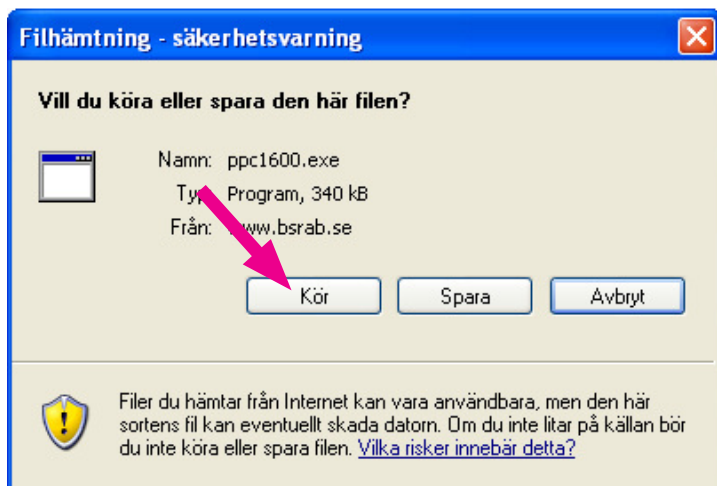 Filhämtning - säkerhetsvarning
Vill du köra eller spara den här filen?
Namn: ppc1600.exe
Program, 340 kB
Från: www.bsrab.se
Kör Spara Avbryt
Filer du hämtar från Internet kan vara användbara, men den här
sortens fil kan eventuellt skada datorn. Om du inte litar på källan bör
du inte köra eller spara filen. Vilka risker innebär detta?